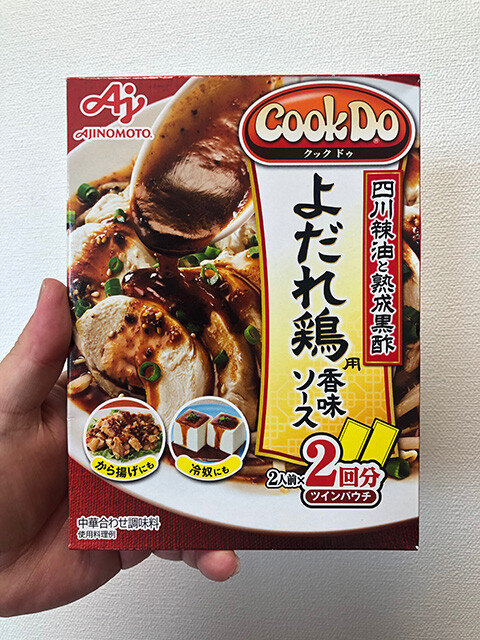 Aj
AJINOMOTO®
CookDo®
クック ドゥ
四川辣油と熟成黒酢
よだれ鶏用
香味ソース
から揚げにも
冷奴にも
2人前×2回分
ツインパウチ
中華合わせ調味料
使用料理例